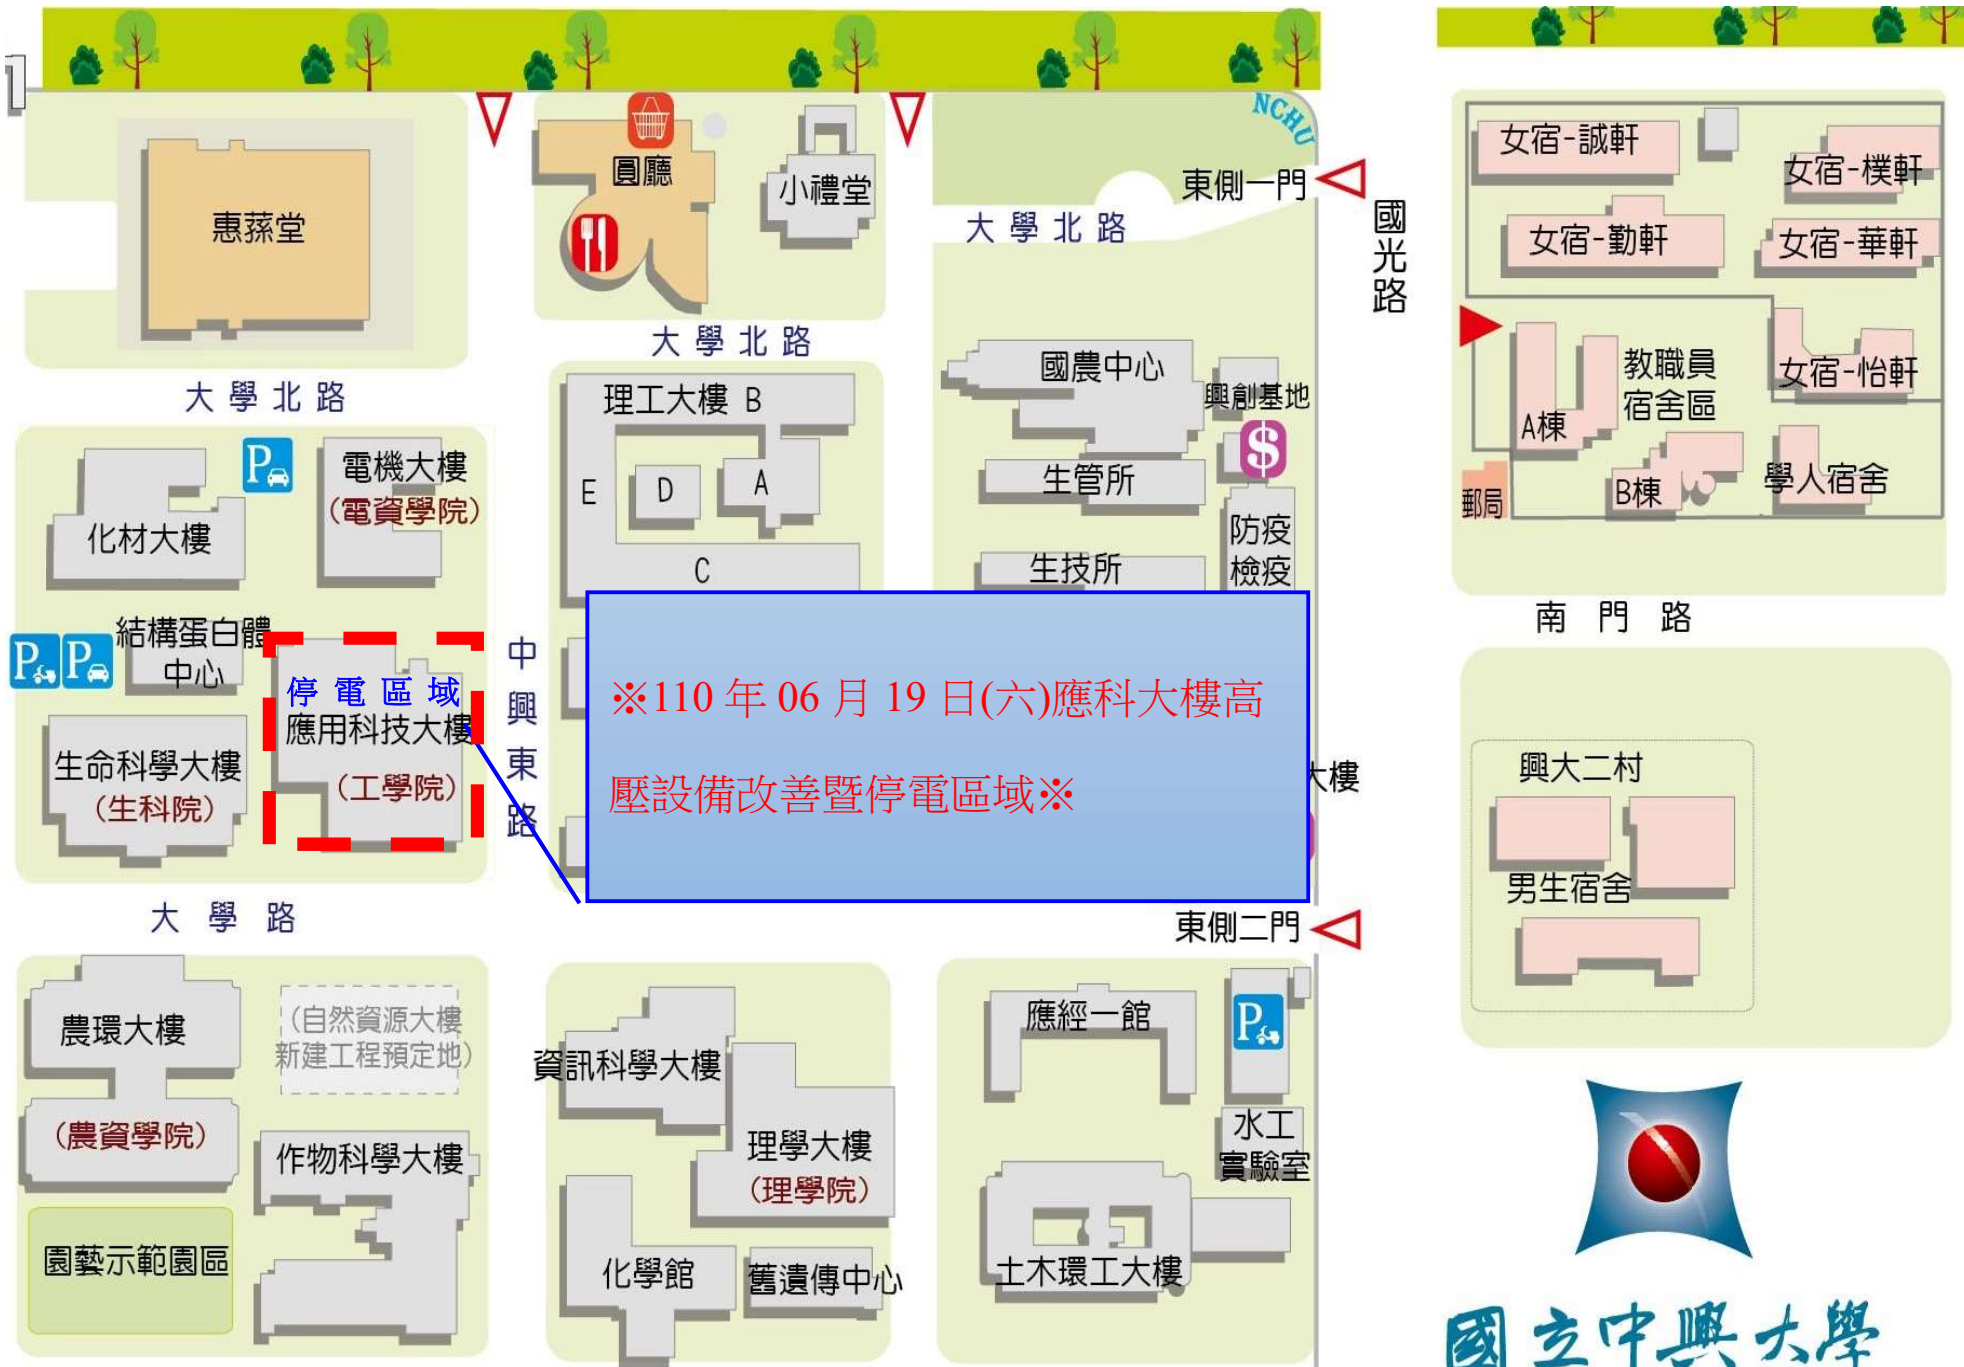 NCHU
圓廳
小禮堂
惠蓀堂
東側一門
大學北路
國光路
大學北路
大學北路
女宿-誠軒
女宿-樸軒
女宿-勤軒
女宿-華軒
教職員
宿舍區
女宿-怡軒
A棟
B棟
學人宿舍
郵局
理工大樓 B
E
D
A
C
國農中心
興創基地
$
生管所
防疫
檢疫
生技所
P
電機大樓
(電資學院)
化材大樓
結構蛋白體
中心
P
P
停電區域
應用科技大樓
(工學院)
生命科學大樓
(生科院)
中興東路
※110 年 06 月 19 日(六)應科大樓高
壓設備改善暨停電區域※
大樓
南門路
興大二村
男生宿舍
大學路
東側二門
農環大樓
(農資學院)
(自然資源大樓
新建工程預定地)
作物科學大樓
園藝示範園區
資訊科學大樓
理學大樓
(理學院)
化學館
舊遺傳中心
應經一館
P
水工
實驗室
土木環工大樓
國立中興大學